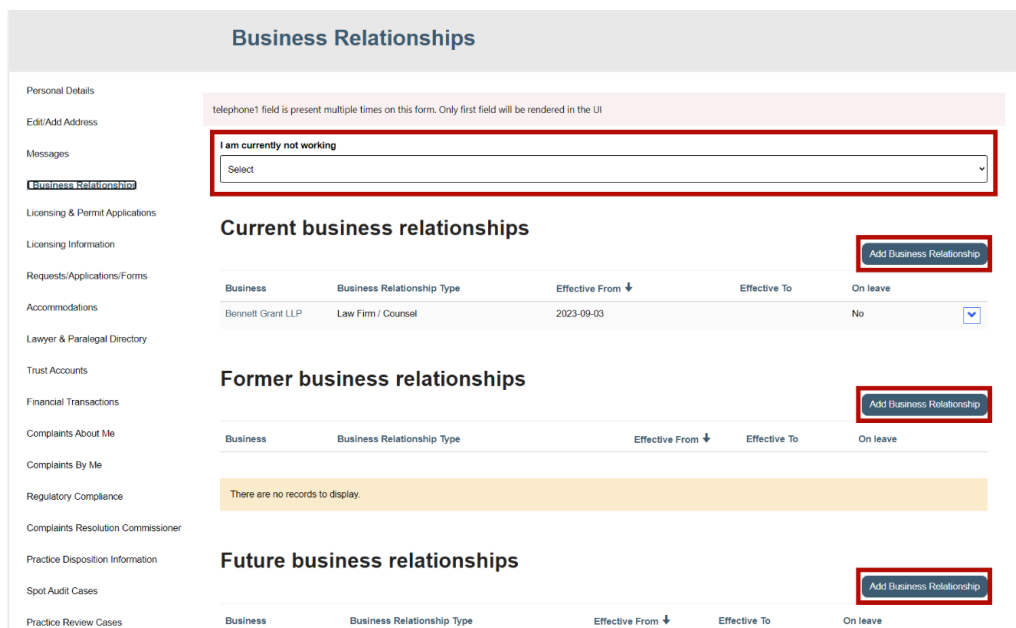 Business Relationships
Personal Details
Edit/Add Address
Messages
Business Relationships
Licensing & Permit Applications
Licensing Information
Requests/Applications/Forms
Accommodations
Lawyer & Paralegal Directory
Trust Accounts
Financial Transactions
Complaints About Me
Complaints By Me
Regulatory Compliance
Complaints Resolution Commissioner
Practice Disposition Information
Spot Audit Cases
Practice Review Cases
telephone1 field is present multiple times on this form. Only first field will be rendered in the UI
I am currently not working
Select
Current business relationships
Add Business Relationship
Business Business Relationship Type Effective From Effective To On leave
Bennett Grant LLP Law Firm / Counsel 2023-09-03 No
Former business relationships
Add Business Relationship
Business Business Relationship Type Effective From Effective To On leave
There are no records to display.
Future business relationships
Add Business Relationship
Business Business Relationship Type Effective From Effective To On leave